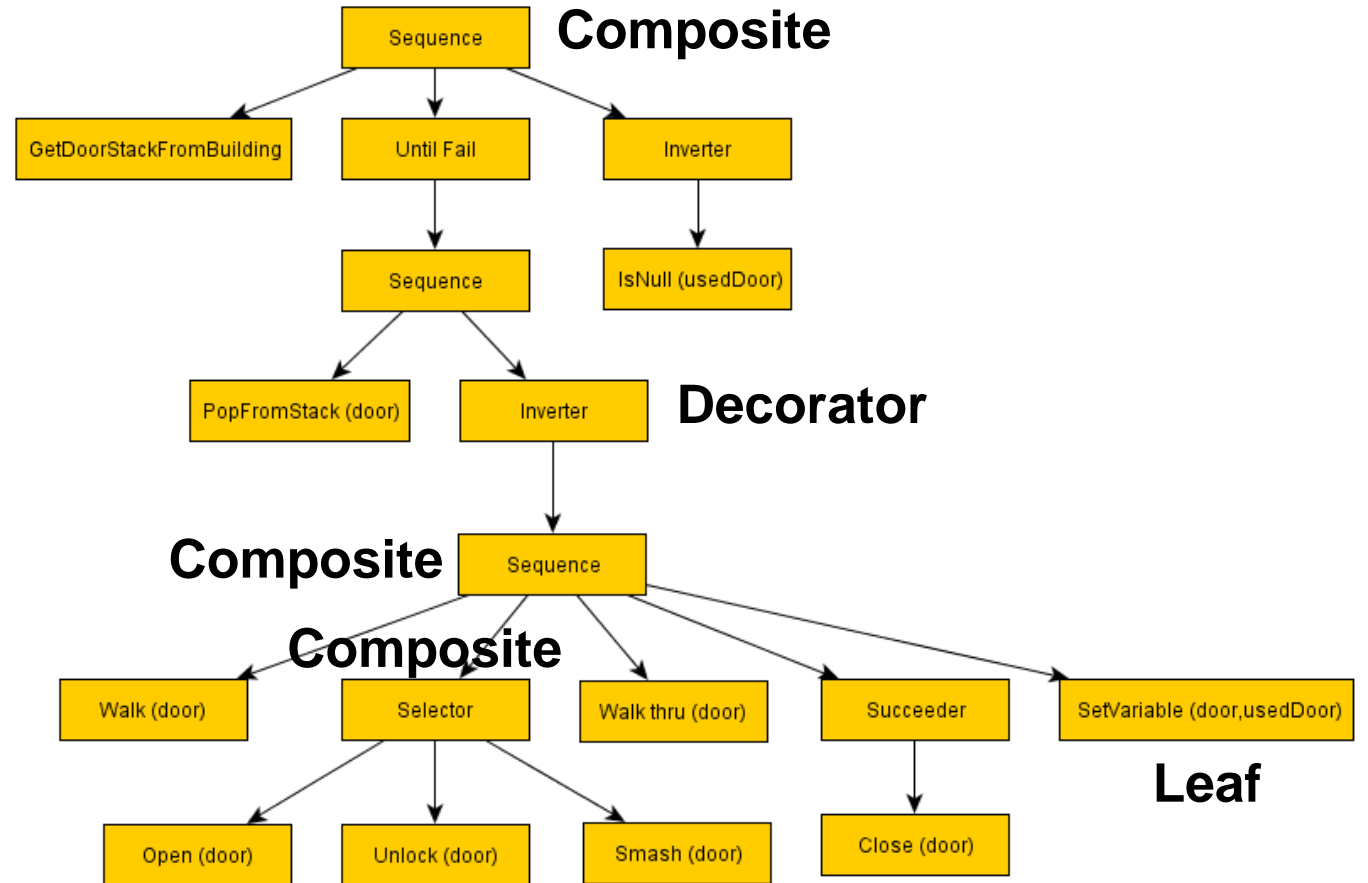 Sequence
Composite
GetDoorStackFromBuilding
Until Fail
Inverter
Sequence
IsNull (usedDoor)
PopFromStack (door)
Inverter
Decorator
Composite
Sequence
Composite
Walk (door)
Selector
Walk thru (door)
Succeeder
SetVariable (door,usedDoor)
Leaf
Open (door)
Unlock (door)
Smash (door)
Close (door)